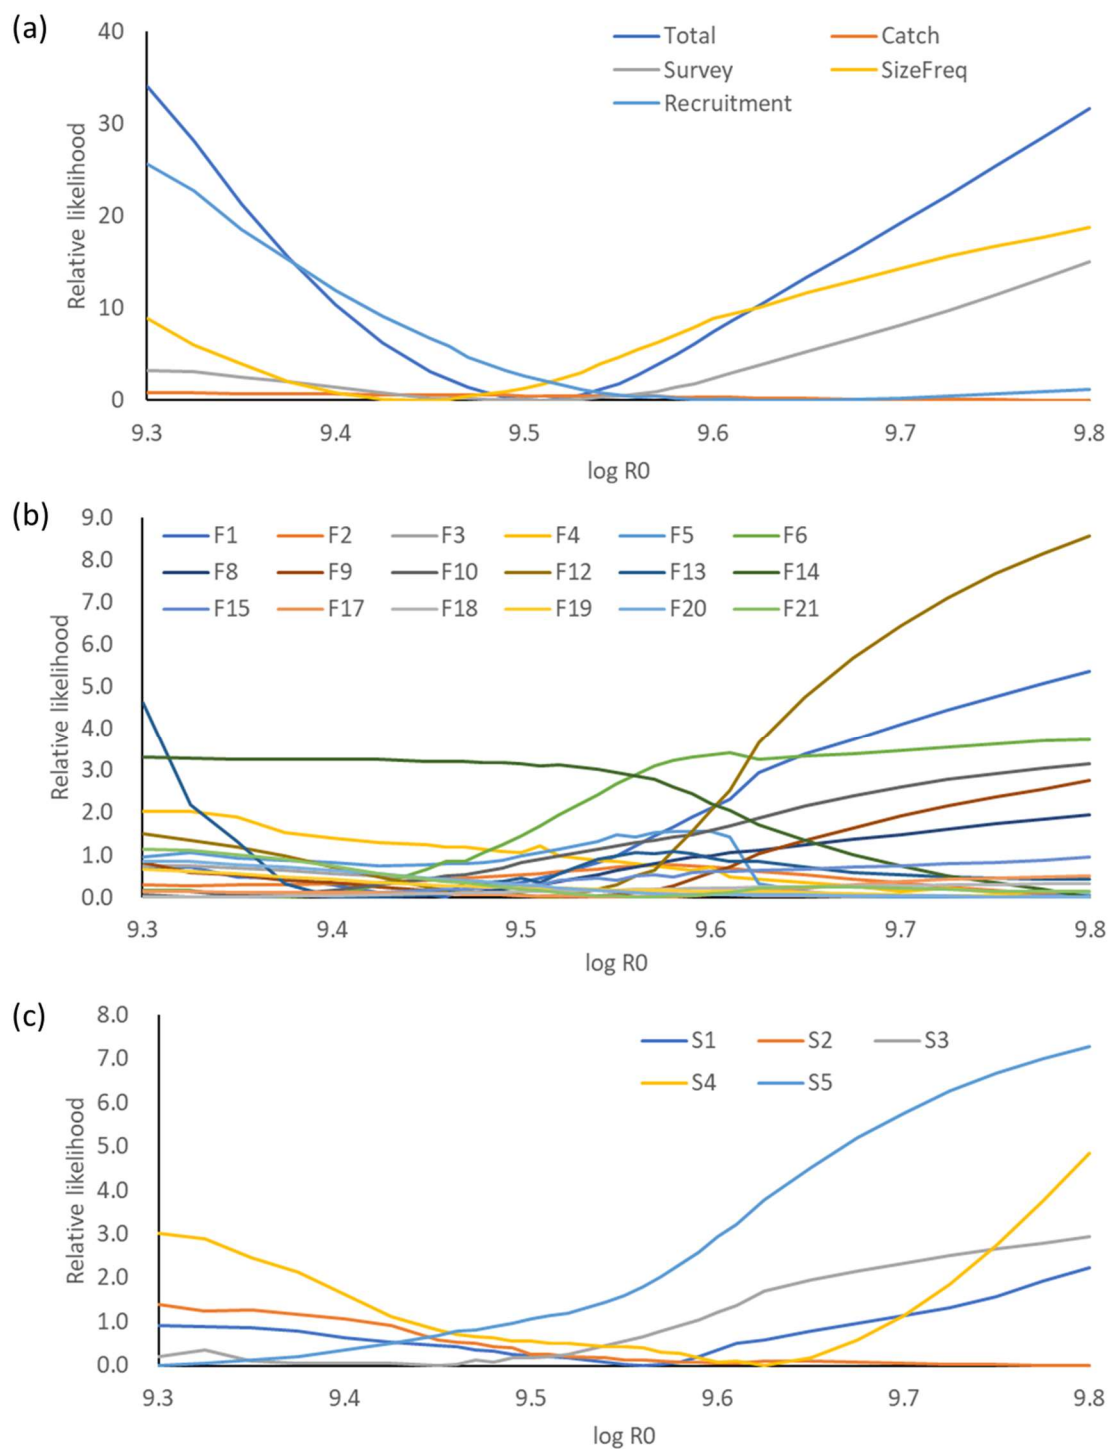 (a)
40
30
20
10
0
Relative likelihood
Total Catch
Survey SizeFreq
Recruitment
9.3 9.4 9.5 9.6 9.7 9.8
log R0
(b)
9.0
8.0
7.0
6.0
5.0
4.0
3.0
2.0
1.0
0.0
Relative likelihood
F1 F2 F3 F4 F5 F6
F8 F9 F10 F12 F13 F14
F15 F17 F18 F19 F20 F21
9.3 9.4 9.5 9.6 9.7 9.8
log R0
(c)
8.0
7.0
6.0
5.0
4.0
3.0
2.0
1.0
0.0
Relative likelihood
S1 S2 S3
S4 S5
9.3 9.4 9.5 9.6 9.7 9.8
log R0